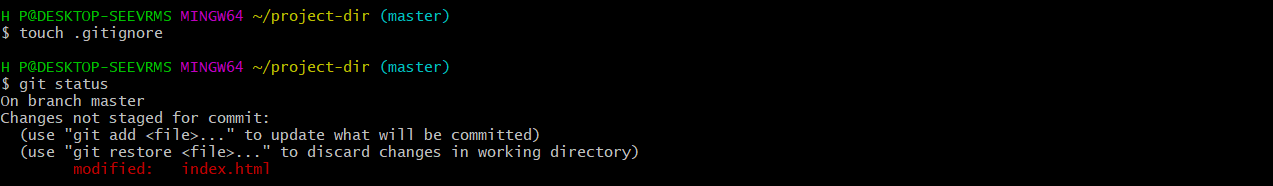 H P@DESKTOP-SEEVRMS MINGW64 ~/project-dir (master)
$ touch .gitignore
H P@DESKTOP-SEEVRMS MINGW64 ~/project-dir (master)
$ git status
On branch master
Changes not staged for commit:
  (use "git add <file>..." to update what will be committed)
  (use "git restore <file>..." to discard changes in working directory)
        modified:   index.html